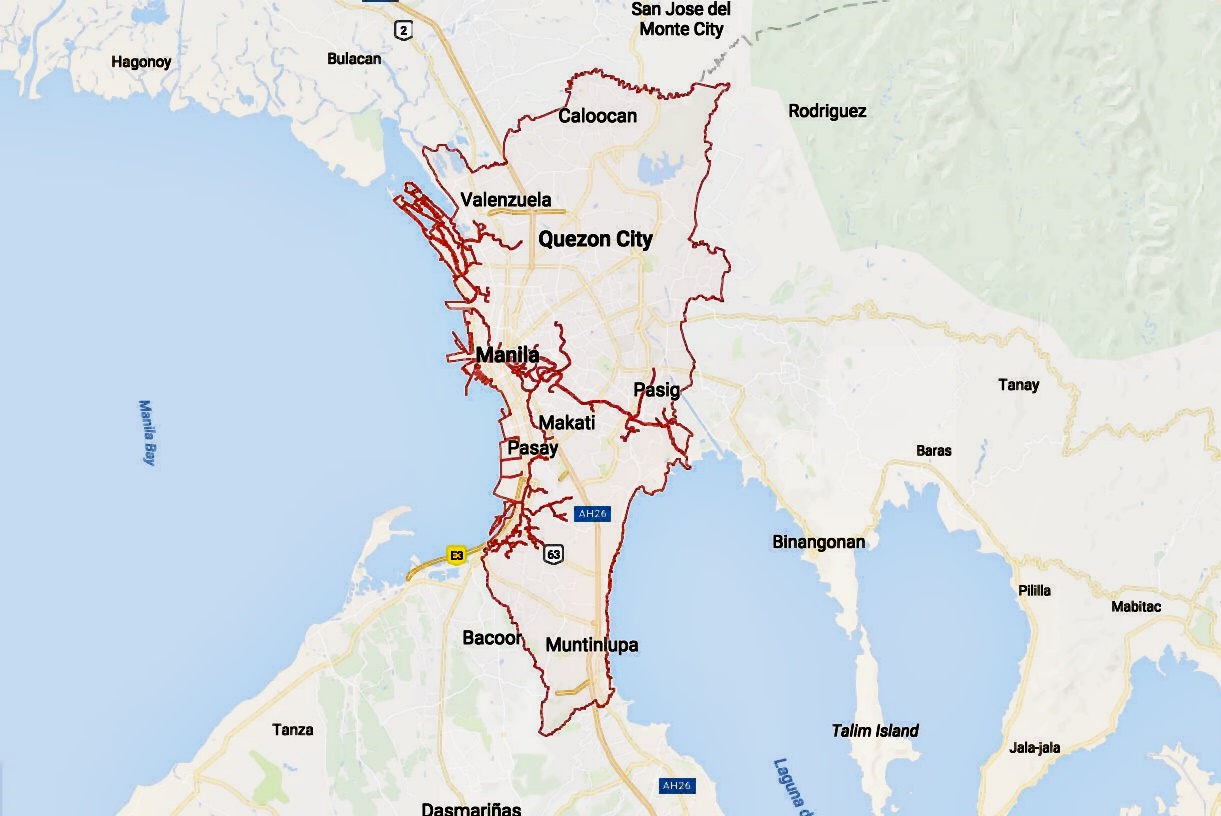 San Jose del
Monte City
2
Hagonoy
Bulacan
Rodriguez
Caloocan
Valenzuela
Quezon City
Manila
Pasig
Tanay
Makati
Manila Bay
Pasay
Baras
AH26
Binangonan
E3
63
Pililla
Mabitac
Bacoor
Muntinlupa
Tanza
Talim Island
Jala-jala
AH26
Laguna d
Dasmariñas